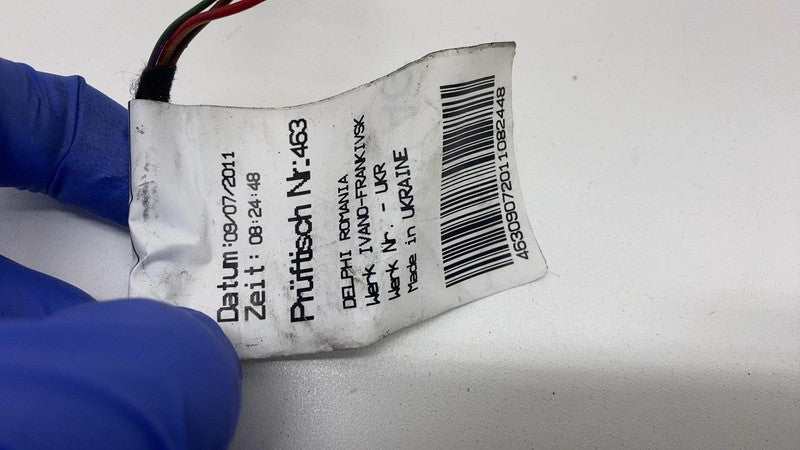 Datum:09/07/2011
Zeit: 08:24:48
Prüftisch Nr:463
DELPHI ROMANIA
Werk IVANO-FRANKIVSK
Werk Nr. - UKR
Made in UKRAINE
46309072011082448